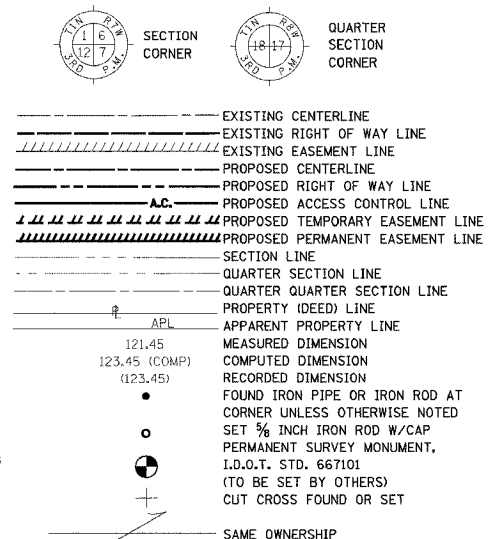 T1N R7W
1 6
12 7
3RD P.M.
SECTION
CORNER
T1N R8W
18 17
3RD P.M.
QUARTER
SECTION
CORNER
EXISTING CENTERLINE
EXISTING RIGHT OF WAY LINE
EXISTING EASEMENT LINE
PROPOSED CENTERLINE
PROPOSED RIGHT OF WAY LINE
A.C. PROPOSED ACCESS CONTROL LINE
PROPOSED TEMPORARY EASEMENT LINE
PROPOSED PERMANENT EASEMENT LINE
SECTION LINE
QUARTER SECTION LINE
QUARTER QUARTER SECTION LINE
PROPERTY (DEED) LINE
APL APPARENT PROPERTY LINE
121.45 MEASURED DIMENSION
123.45 (COMP) COMPUTED DIMENSION
(123.45) RECORDED DIMENSION
FOUND IRON PIPE OR IRON ROD AT
CORNER UNLESS OTHERWISE NOTED
SET 5/8 INCH IRON ROD W/CAP
PERMANENT SURVEY MONUMENT,
I.D.O.T. STD. 667101
(TO BE SET BY OTHERS)
CUT CROSS FOUND OR SET
SAME OWNERSHIP